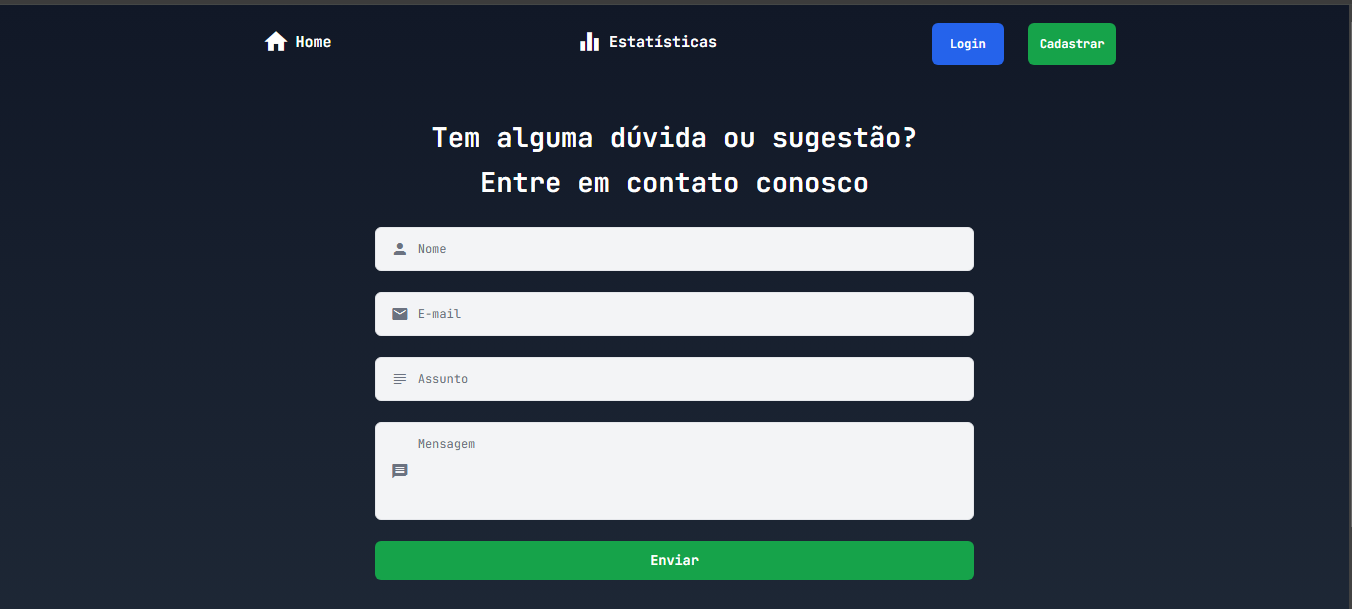 Home
Estatísticas
Login
Cadastrar
Tem alguma dúvida ou sugestão?
Entre em contato conosco
Nome
E-mail
Assunto
Mensagem
Enviar